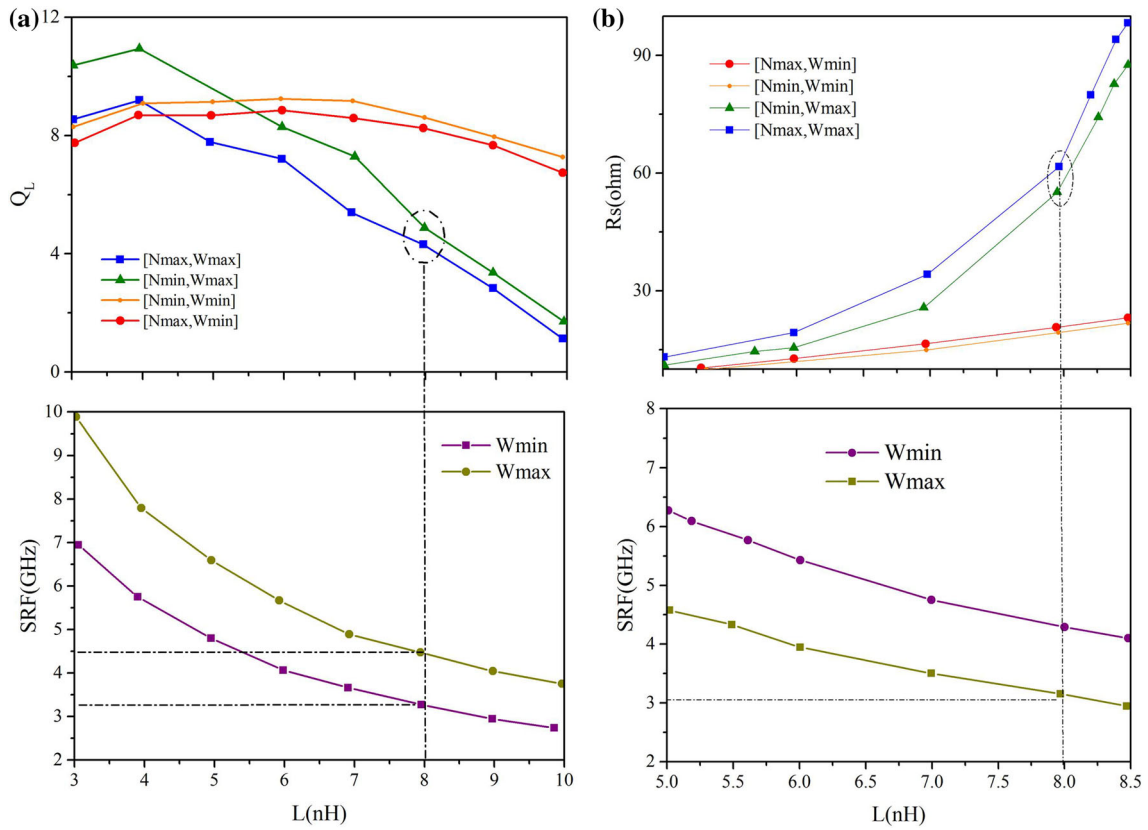 (a)
12
8
4
0
Q_L
[Nmax,Wmax]
[Nmin,Wmax]
[Nmin,Wmin]
[Nmax,Wmin]
10
9
8
7
6
5
4
3
2
SRF(GHz)
Wmin
Wmax
3 4 5 6 7 8 9 10
L(nH)
(b)
90
60
30
Rs(ohm)
[Nmax,Wmin]
[Nmin,Wmin]
[Nmin,Wmax]
[Nmax,Wmax]
8
7
6
5
4
3
2
SRF(GHz)
Wmin
Wmax
5.0 5.5 6.0 6.5 7.0 7.5 8.0 8.5
L(nH)